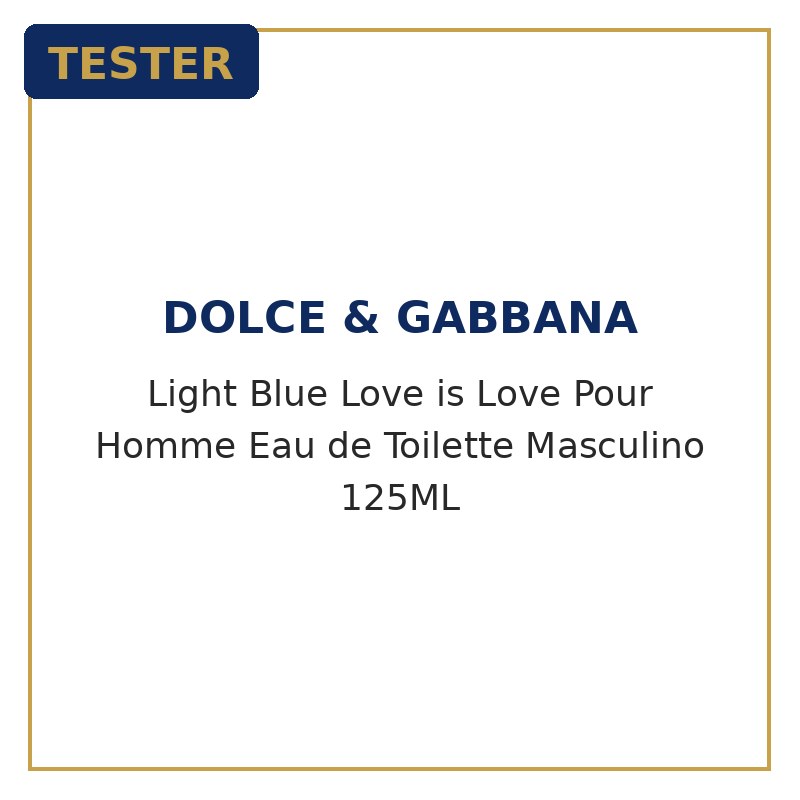 TESTER
DOLCE & GABBANA
Light Blue Love is Love Pour
Homme Eau de Toilette Masculino
125ML